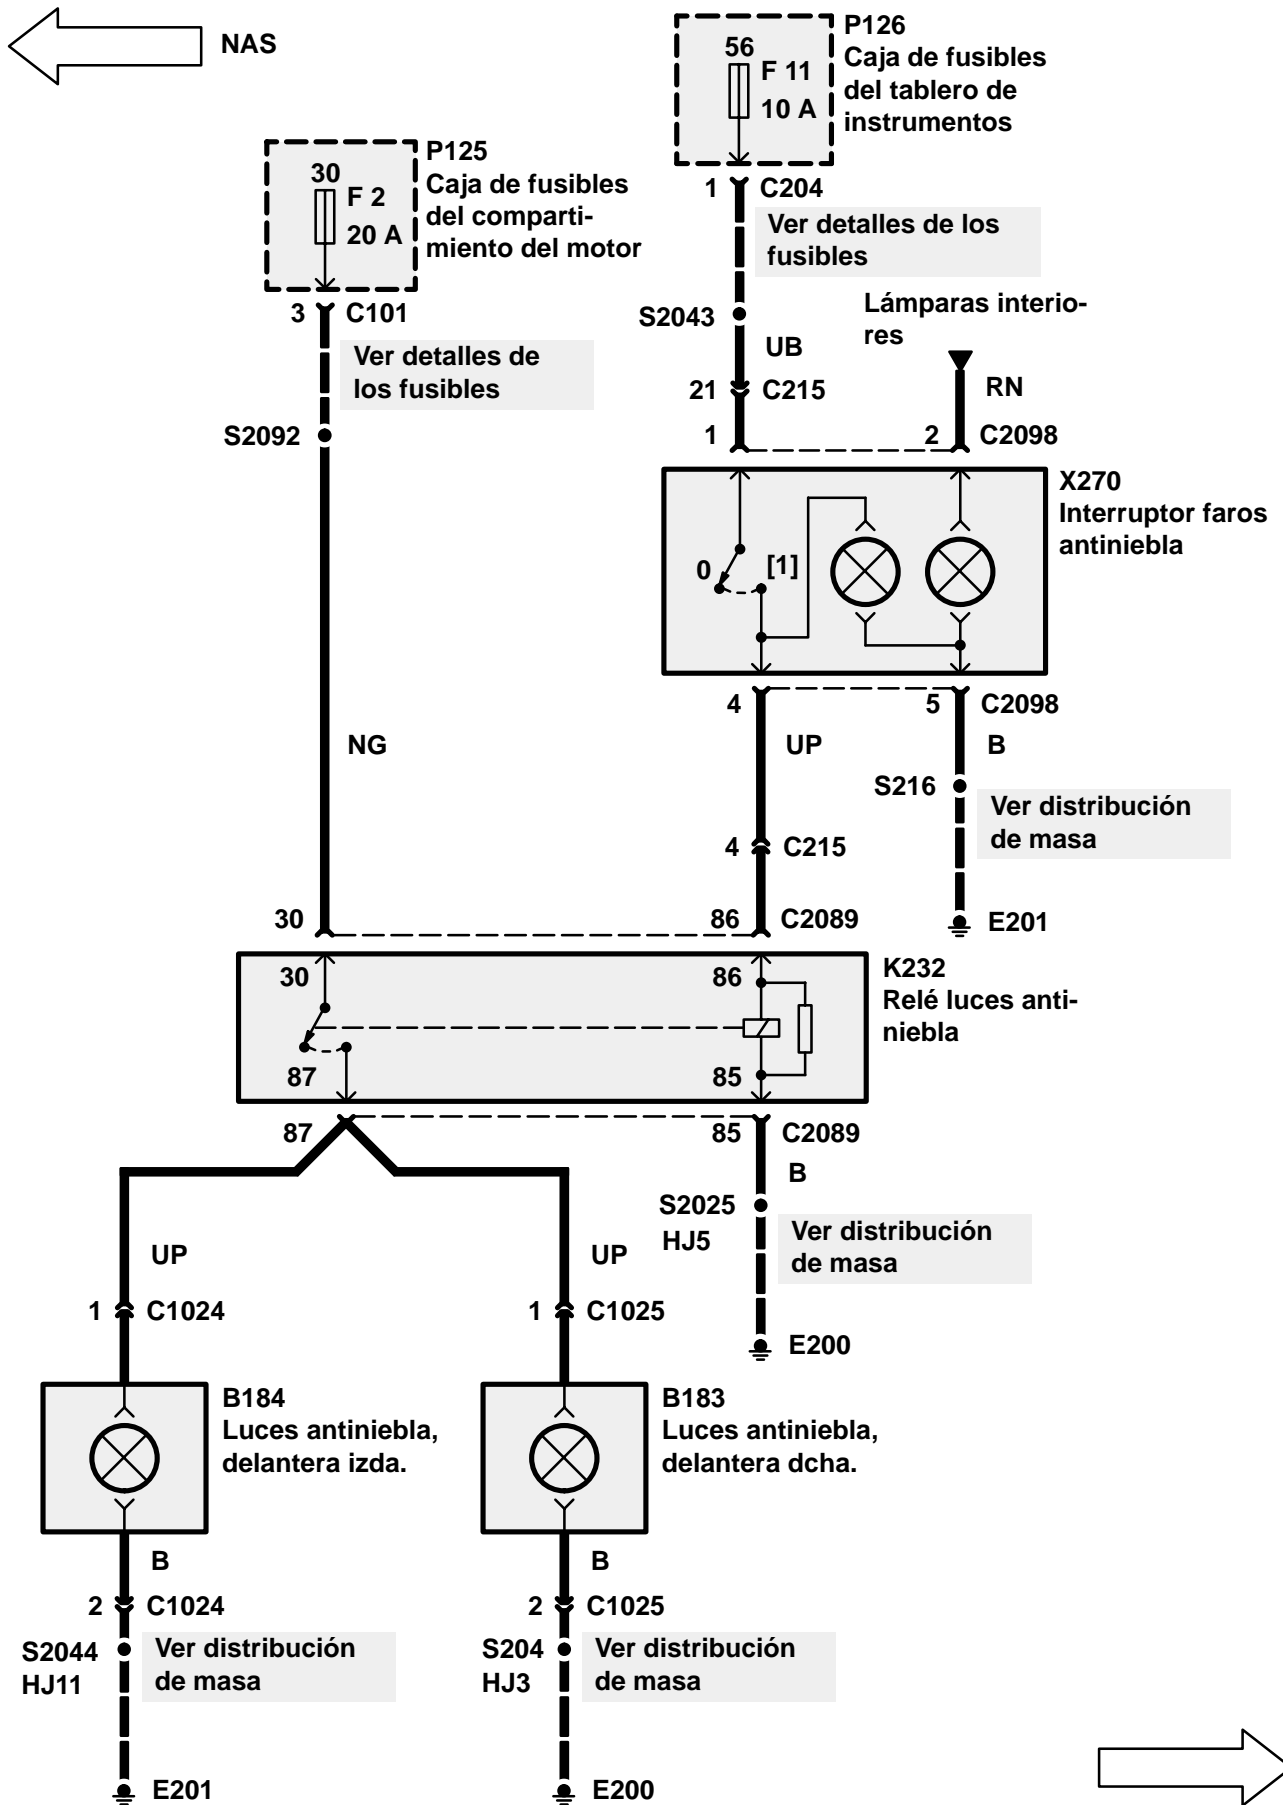 NAS
P126
Caja de fusibles
del tablero de
instrumentos
56
F 11
10 A
P125
Caja de fusibles
del comparti-
miento del motor
30
F 2
20 A
1 C204
Ver detalles de los
fusibles
3 C101
Ver detalles de
los fusibles
S2043
Lámparas interio-
res
UB
21 C215
RN
S2092
1
2 C2098
X270
Interruptor faros
antiniebla
0
[1]
4
5 C2098
NG
UP
B
S216
Ver distribución
de masa
4 C215
30
86 C2089
E201
K232
Relé luces anti-
niebla
30
86
87
85
87
85 C2089
B
S2025
HJ5
Ver distribución
de masa
UP
UP
1 C1024
1 C1025
E200
B184
Luces antiniebla,
delantera izda.
B183
Luces antiniebla,
delantera dcha.
B
B
2 C1024
2 C1025
S2044
HJ11
Ver distribución
de masa
S204
HJ3
Ver distribución
de masa
E201
E200